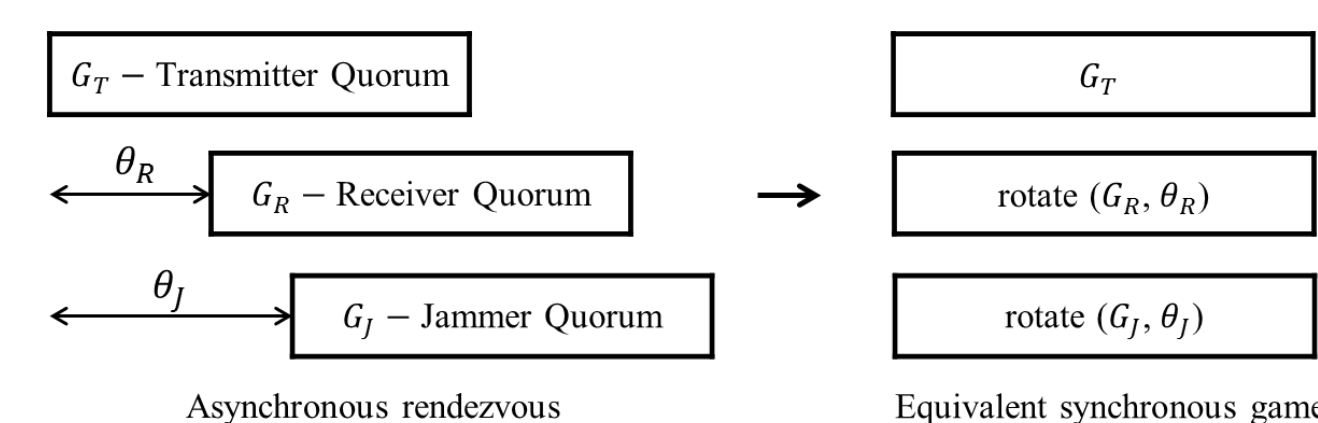 G_T − Transmitter Quorum
G_T
θ_R
G_R − Receiver Quorum
rotate (G_R, θ_R)
θ_J
G_J − Jammer Quorum
rotate (G_J, θ_J)
Asynchronous rendezvous
Equivalent synchronous game